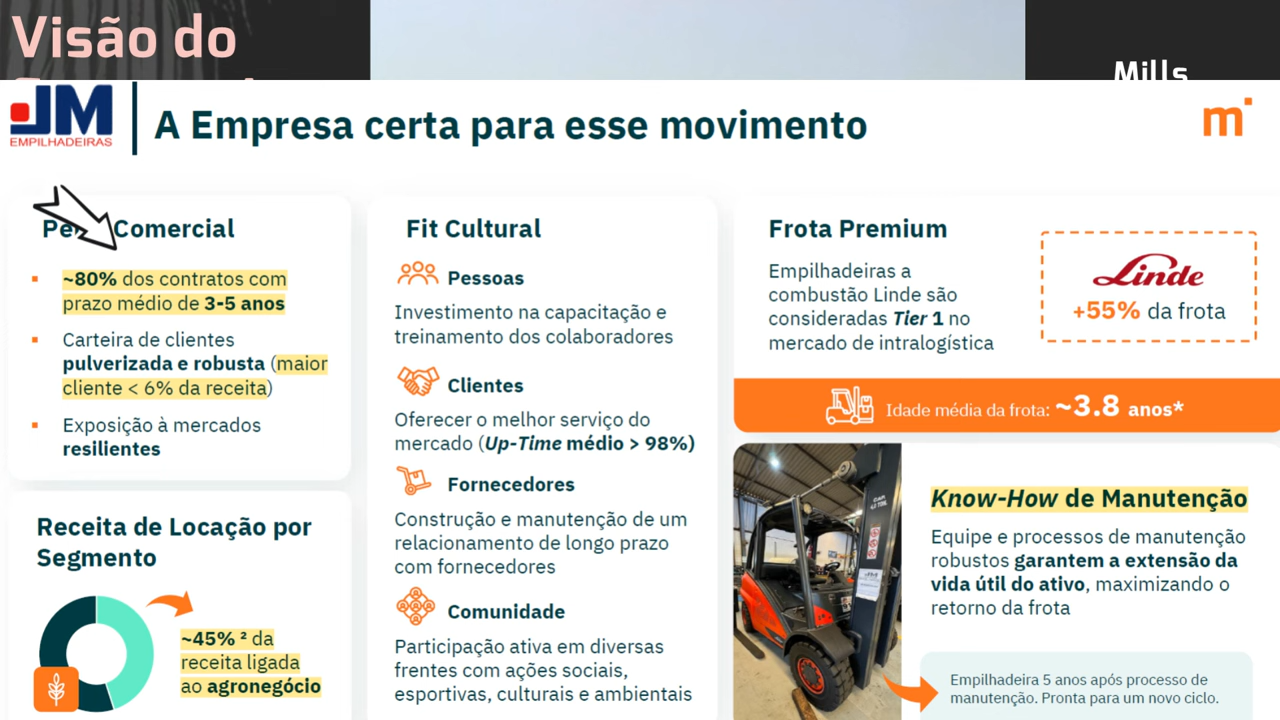 Visão do
Mills
JM
EMPILHADEIRAS
A Empresa certa para esse movimento
m
Comercial
~80% dos contratos com
prazo médio de 3-5 anos
Carteira de clientes
pulverizada e robusta (maior
cliente < 6% da receita)
Exposição à mercados
resilientes
Receita de Locação por
Segmento
~45% ² da
receita ligada
ao agronegócio
Fit Cultural
Pessoas
Investimento na capacitação e
treinamento dos colaboradores
Clientes
Oferecer o melhor serviço do
mercado (Up-Time médio > 98%)
Fornecedores
Construção e manutenção de um
relacionamento de longo prazo
com fornecedores
Comunidade
Participação ativa em diversas
frentes com ações sociais,
esportivas, culturais e ambientais
Frota Premium
Empilhadeiras a
combustão Linde são
consideradas Tier 1 no
mercado de intralogística
Linde
+55% da frota
Idade média da frota: ~3.8 anos*
Know-How de Manutenção
Equipe e processos de manutenção
robustos garantem a extensão da
vida útil do ativo, maximizando o
retorno da frota
Empilhadeira 5 anos após processo de
manutenção. Pronta para um novo ciclo.